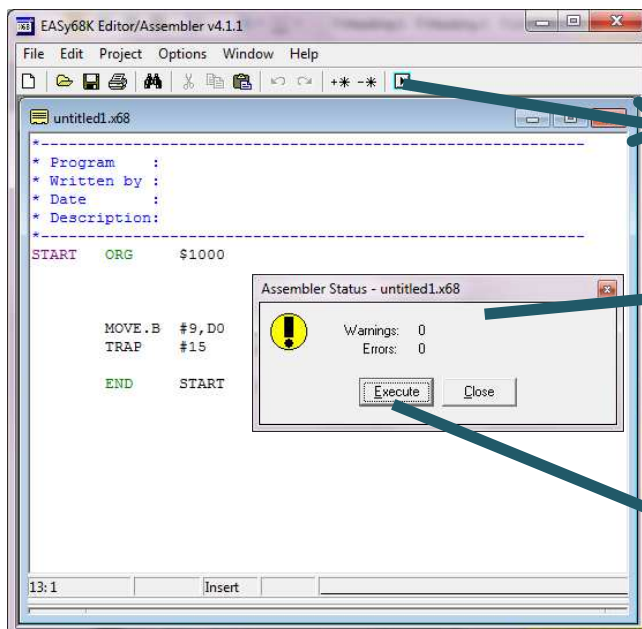 EASy68K Editor/Assembler v4.1.1
File Edit Project Options Window Help
+* -*
untitled1.x68
*-----------------------------------------------------------
* Program    :
* Written by :
* Date       :
* Description:
*-----------------------------------------------------------
START   ORG     $1000
Assembler Status - untitled1.x68
Warnings: 0
Errors: 0
Execute Close
        MOVE.B  #9,D0
        TRAP    #15
        END     START
13: 1 Insert